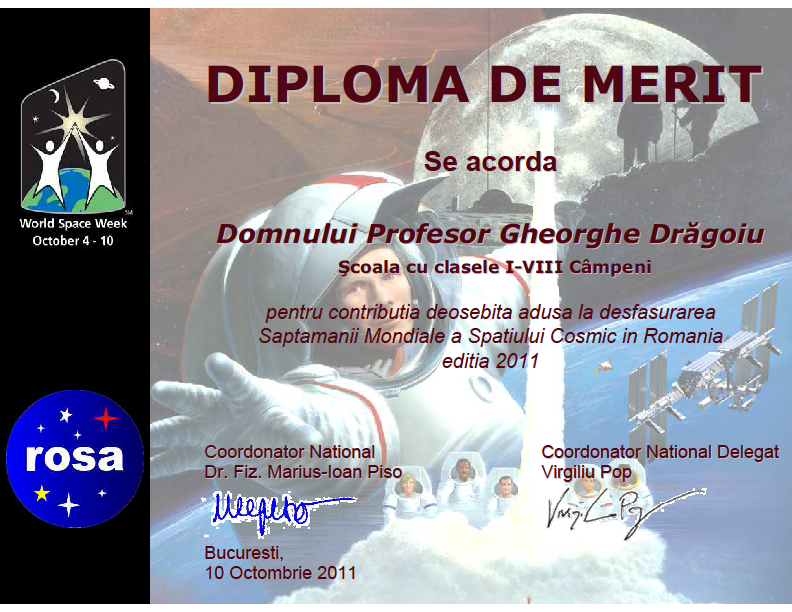 DIPLOMA DE MERIT
Se acorda
Domnului Profesor Gheorghe Drăgoiu
Şcoala cu clasele I-VIII Câmpeni
pentru contributia deosebita adusa la desfasurarea
Saptamanii Mondiale a Spatiului Cosmic in Romania
editia 2011
World Space Week
October 4 - 10
SM
rosa
Coordonator National
Dr. Fiz. Marius-Ioan Piso
Coordonator National Delegat
Virgiliu Pop
Bucuresti,
10 Octombrie 2011